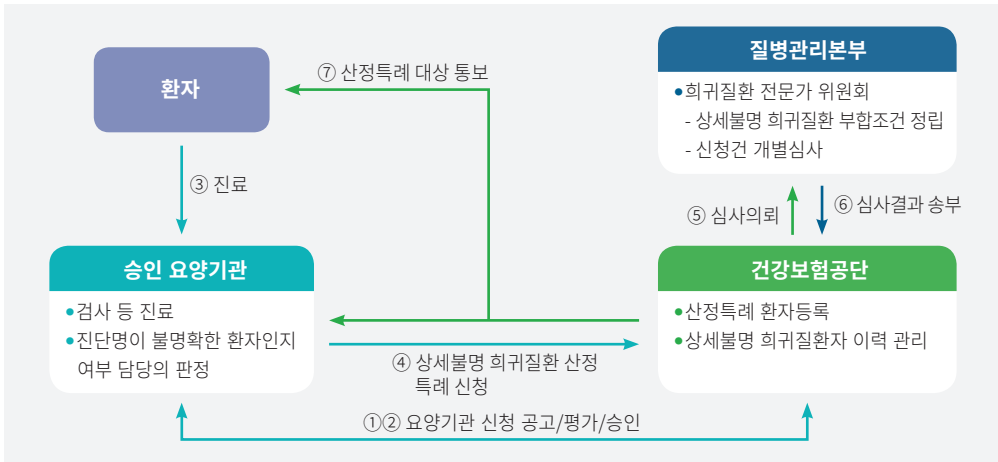 환자
⑦ 산정특례 대상 통보
질병관리본부
●희귀질환 전문가 위원회
- 상세불명 희귀질환 부합조건 정립
- 신청건 개별심사
③ 진료
⑤ 심사의뢰
⑥ 심사결과 송부
승인 요양기관
●검사 등 진료
●진단명이 불명확한 환자인지
여부 담당의 판정
건강보험공단
●산정특례 환자등록
●상세불명 희귀질환자 이력 관리
④ 상세불명 희귀질환 산정
특례 신청
①② 요양기관 신청 공고/평가/승인